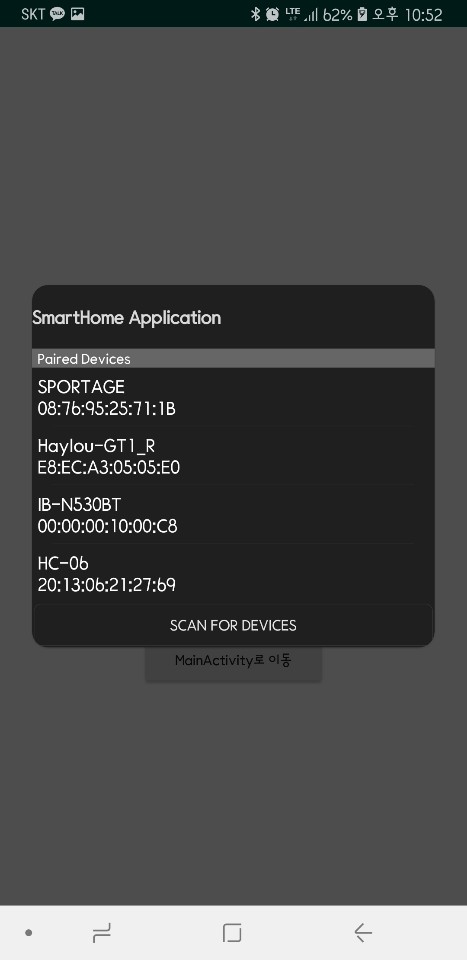 SKT TALK LTE 62% 오후 10:52
SmartHome Application
Paired Devices
SPORTAGE
08:76:95:25:71:1B
Haylou-GT1_R
E8:EC:A3:05:05:E0
IB-N530BT
00:00:00:10:00:C8
HC-06
20:13:06:21:27:69
SCAN FOR DEVICES
MainActivity로 이동